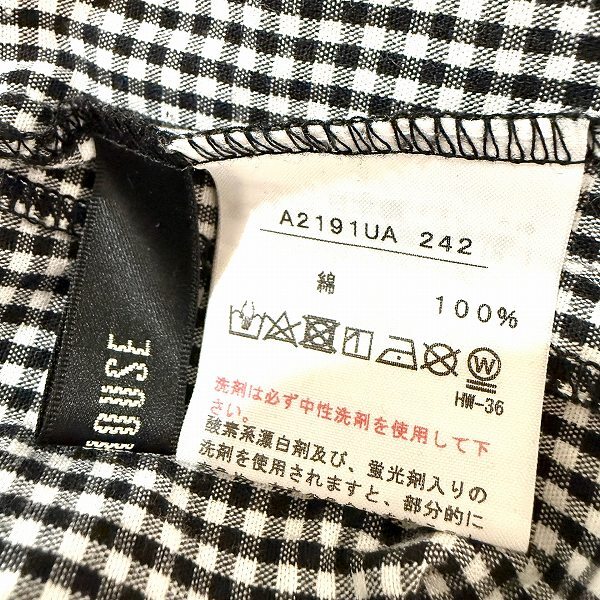 A2191UA 242
綿 100%
W
HW-36
洗剤は必ず中性洗剤を使用して下
さい。
酸素系漂白剤及び、蛍光剤入りの
洗剤を使用されますと、部分的に